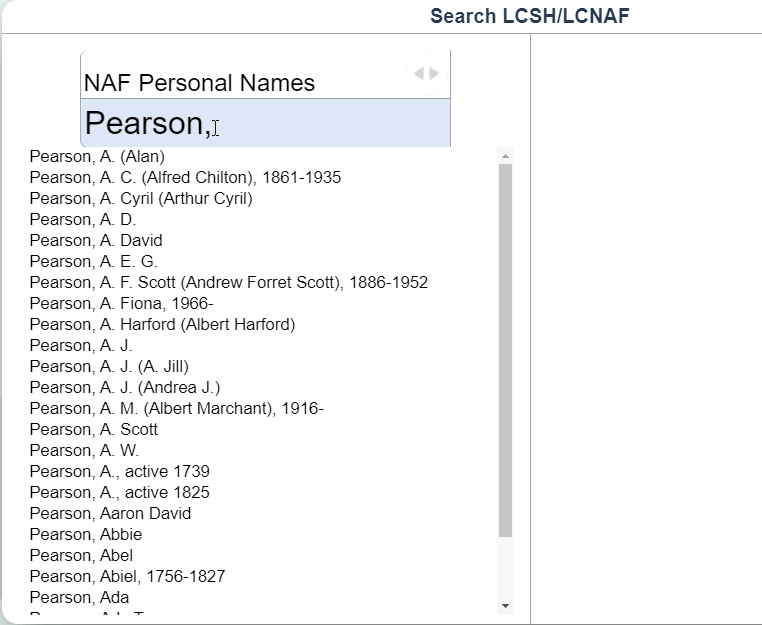 Search LCSH/LCNAF
NAF Personal Names
Pearson,
Pearson, A. (Alan)
Pearson, A. C. (Alfred Chilton), 1861-1935
Pearson, A. Cyril (Arthur Cyril)
Pearson, A. D.
Pearson, A. David
Pearson, A. E. G.
Pearson, A. F. Scott (Andrew Forret Scott), 1886-1952
Pearson, A. Fiona, 1966-
Pearson, A. Harford (Albert Harford)
Pearson, A. J.
Pearson, A. J. (A. Jill)
Pearson, A. J. (Andrea J.)
Pearson, A. M. (Albert Marchant), 1916-
Pearson, A. Scott
Pearson, A. W.
Pearson, A., active 1739
Pearson, A., active 1825
Pearson, Aaron David
Pearson, Abbie
Pearson, Abel
Pearson, Abiel, 1756-1827
Pearson, Ada